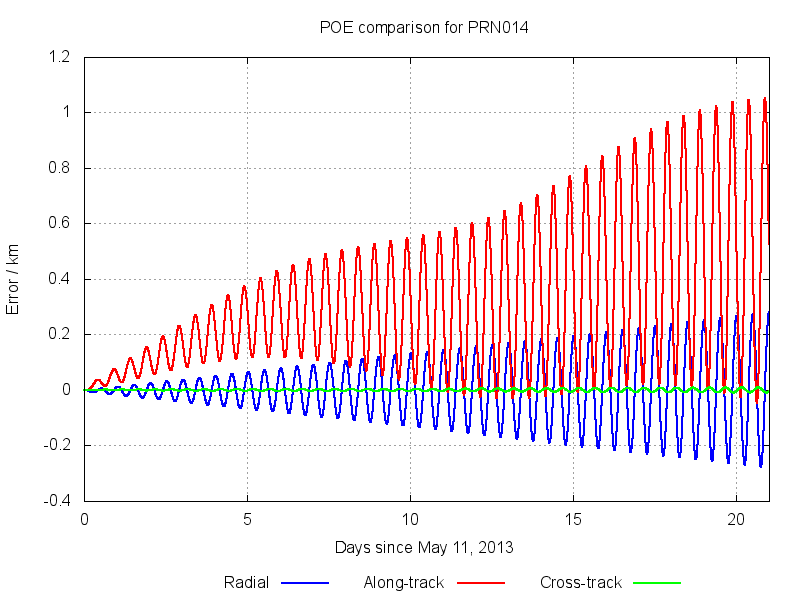 POE comparison for PRN014
1.2
1
0.8
0.6
0.4
0.2
0
-0.2
-0.4
Error / km
0 5 10 15 20
Days since May 11, 2013
Radial Along-track Cross-track